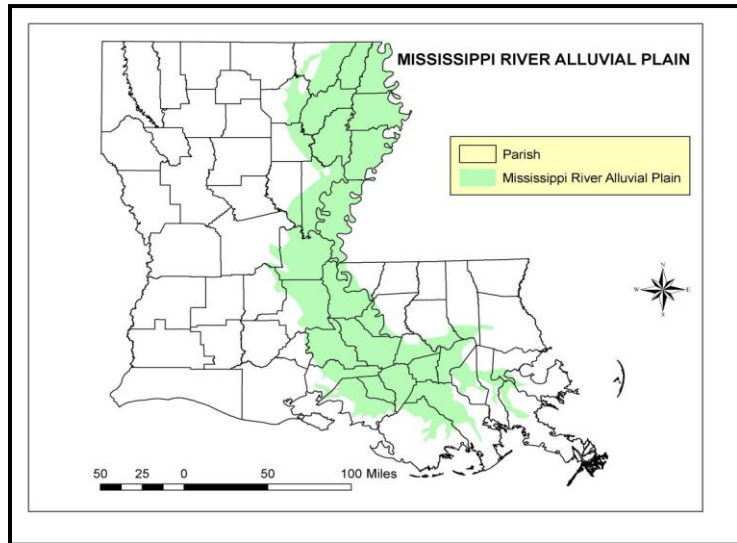 MISSISSIPPI RIVER ALLUVIAL PLAIN
Parish
Mississippi River Alluvial Plain
N
W E
S
50 25 0 50 100 Miles